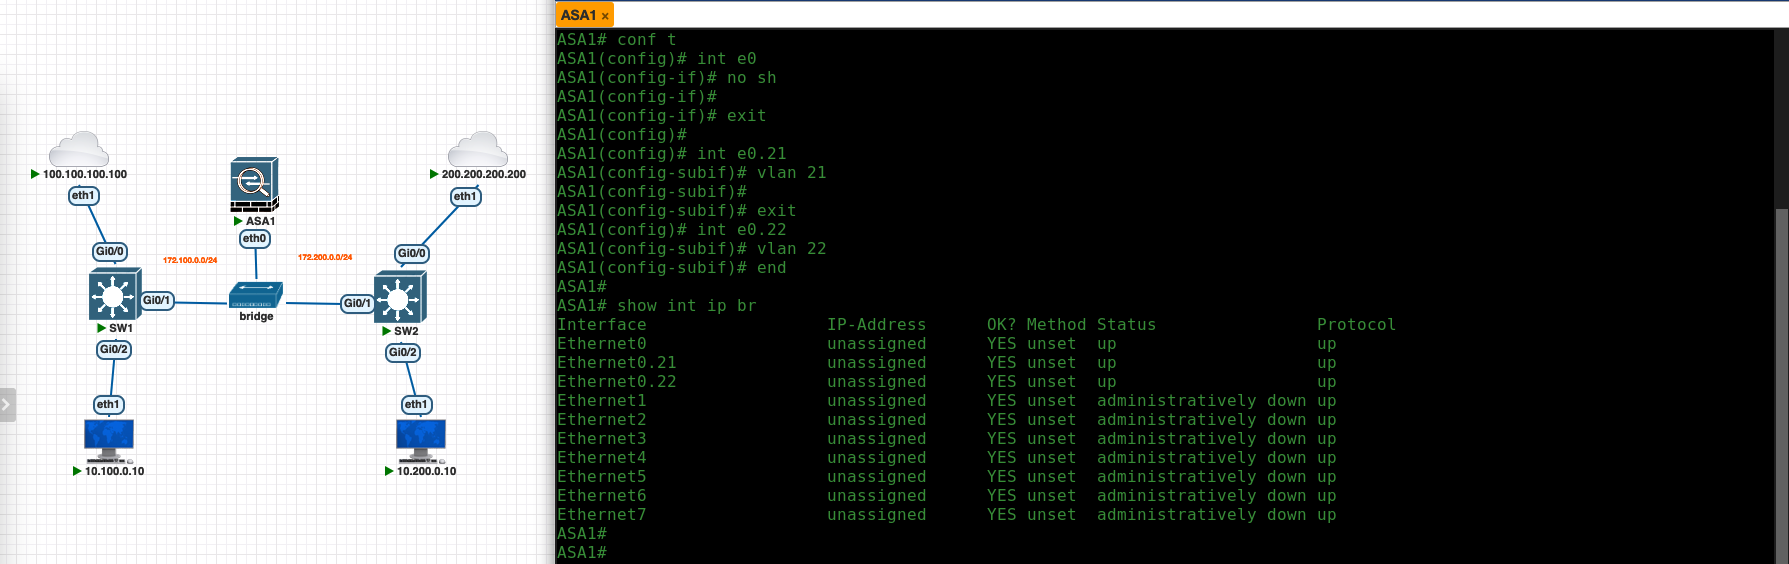 100.100.100.100
eth1
Gi0/0
172.100.0.0/24
ASA1
eth0
172.200.0.0/24
200.200.200.200
eth1
Gi0/0
Gi0/1
SW1
bridge
Gi0/1
SW2
Gi0/2
Gi0/2
eth1
10.100.0.10
eth1
10.200.0.10
ASA1 ×
ASA1# conf t
ASA1(config)# int e0
ASA1(config-if)# no sh
ASA1(config-if)#
ASA1(config-if)# exit
ASA1(config)#
ASA1(config)# int e0.21
ASA1(config-subif)# vlan 21
ASA1(config-subif)#
ASA1(config-subif)# exit
ASA1(config)# int e0.22
ASA1(config-subif)# vlan 22
ASA1(config-subif)# end
ASA1#
ASA1# show int ip br
Interface IP-Address OK? Method Status Protocol
Ethernet0 unassigned YES unset up up
Ethernet0.21 unassigned YES unset up up
Ethernet0.22 unassigned YES unset up up
Ethernet1 unassigned YES unset administratively down up
Ethernet2 unassigned YES unset administratively down up
Ethernet3 unassigned YES unset administratively down up
Ethernet4 unassigned YES unset administratively down up
Ethernet5 unassigned YES unset administratively down up
Ethernet6 unassigned YES unset administratively down up
Ethernet7 unassigned YES unset administratively down up
ASA1#
ASA1#